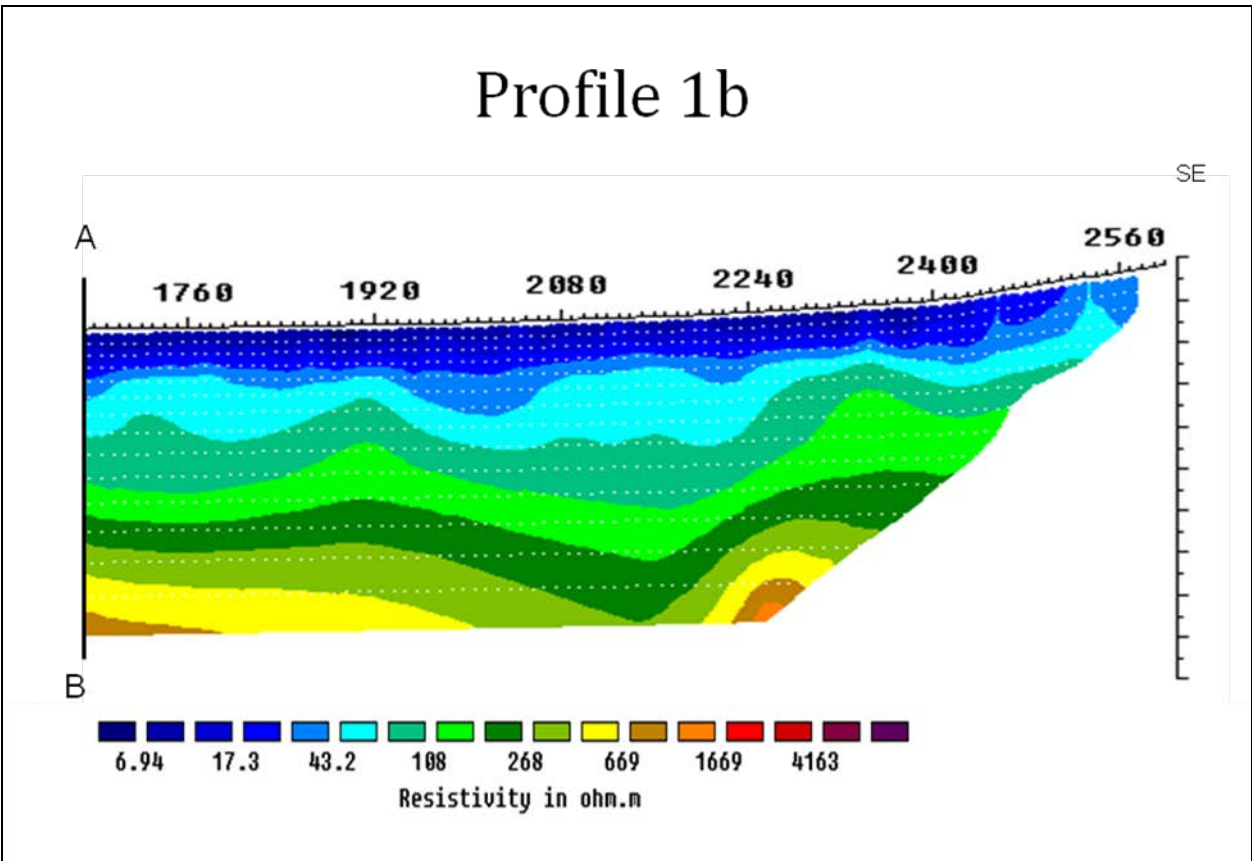 Profile 1b
SE
A
1760 1920 2080 2240 2400 2560
B
6.94 17.3 43.2 108 268 669 1669 4163
Resistivity in ohm.m